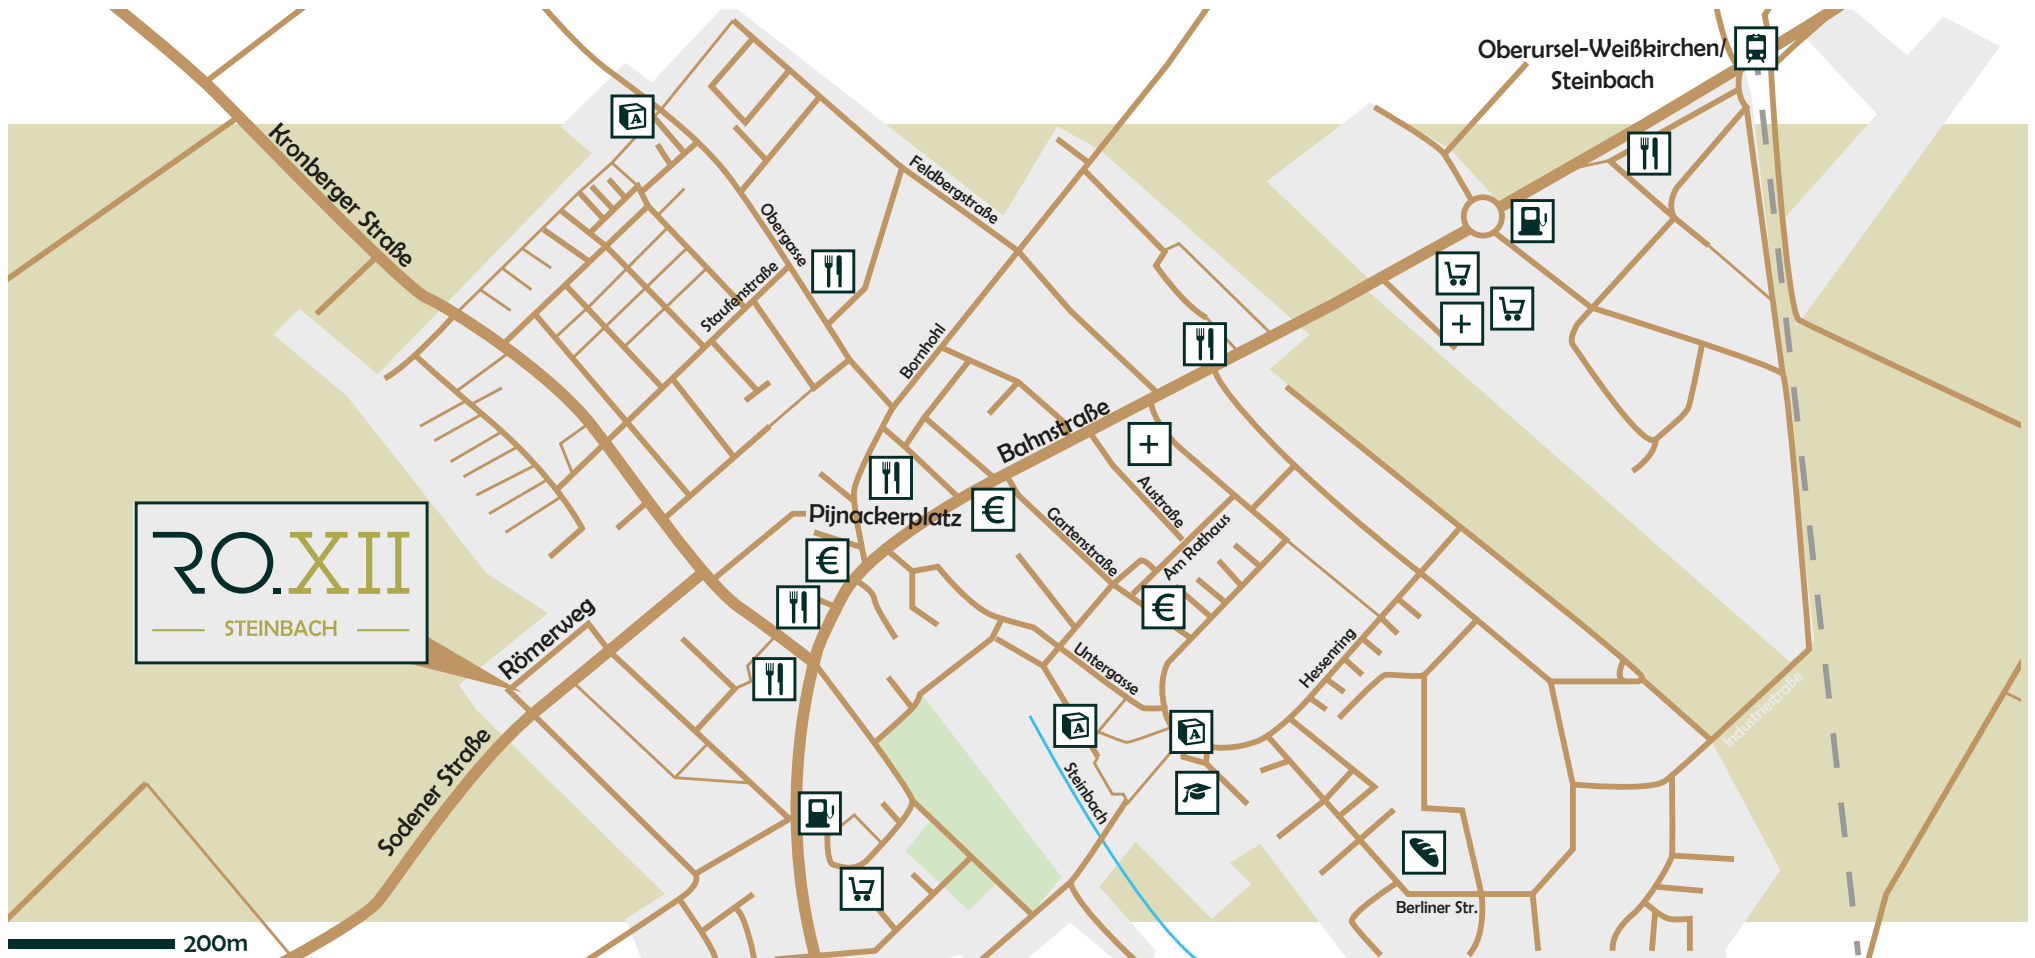 Oberursel-Weißkirchen/
Steinbach
Kronberger Straße
Feldbergstraße
Obergasse
Staufenstraße
Bornhohl
Bahnstraße
Pijnackerplatz
Austraße
Gartenstraße
Am Rathaus
RO.XII
STEINBACH
Römerweg
Untergasse
Hessenring
Industriestraße
Sodener Straße
Steinbach
Berliner Str.
200m
A
A
A
€
€
€